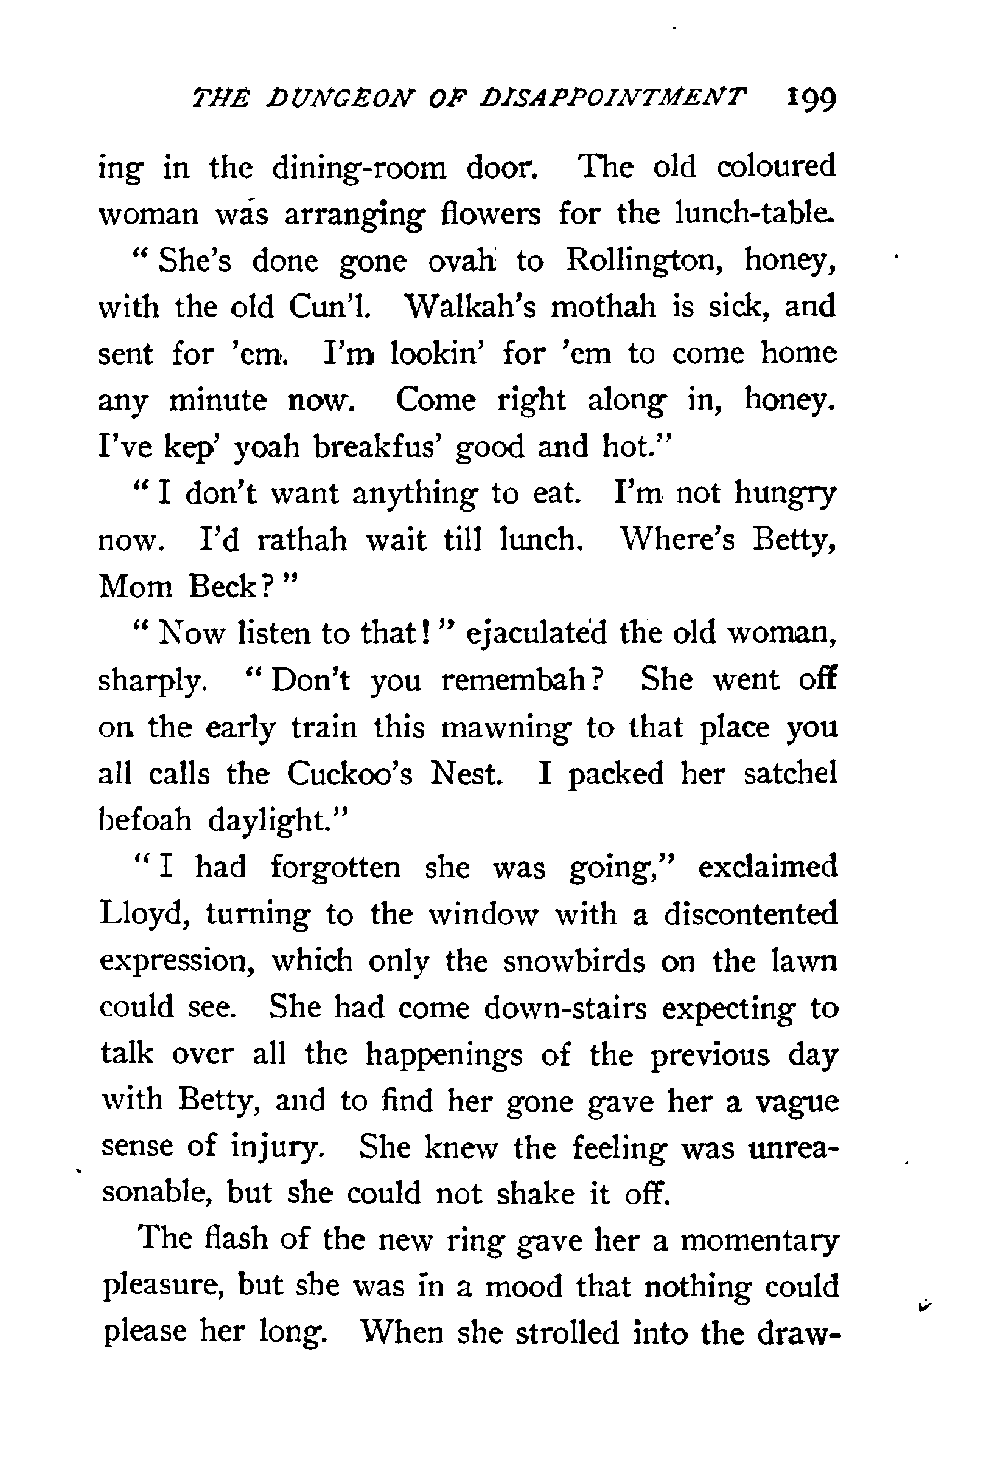 THE DUNGEON OF DISAPPOINTMENT 199
ing in the dining-room door. The old coloured
woman was arranging flowers for the lunch-table.
" She's done gone ovah to Rollington, honey,
with the old Cun'l. Walkah's mothah is sick, and
sent for 'em. I'm lookin' for 'em to come home
any minute now. Come right along in, honey.
I've kep' yoah breakfus' good and hot."
" I don't want anything to eat. I'm not hungry
now. I'd rathah wait till lunch. Where's Betty,
Mom Beck? "
" Now listen to that! " ejaculated the old woman,
sharply. " Don't you remembah? She went off
on the early train this mawning to that place you
all calls the Cuckoo's Nest. I packed her satchel
befoah daylight."
" I had forgotten she was going," exclaimed
Lloyd, turning to the window with a discontented
expression, which only the snowbirds on the lawn
could see. She had come down-stairs expecting to
talk over all the happenings of the previous day
with Betty, and to find her gone gave her a vague
sense of injury. She knew the feeling was unrea-
sonable, but she could not shake it off.
The flash of the new ring gave her a momentary
pleasure, but she was in a mood that nothing could
please her long. When she strolled into the draw-